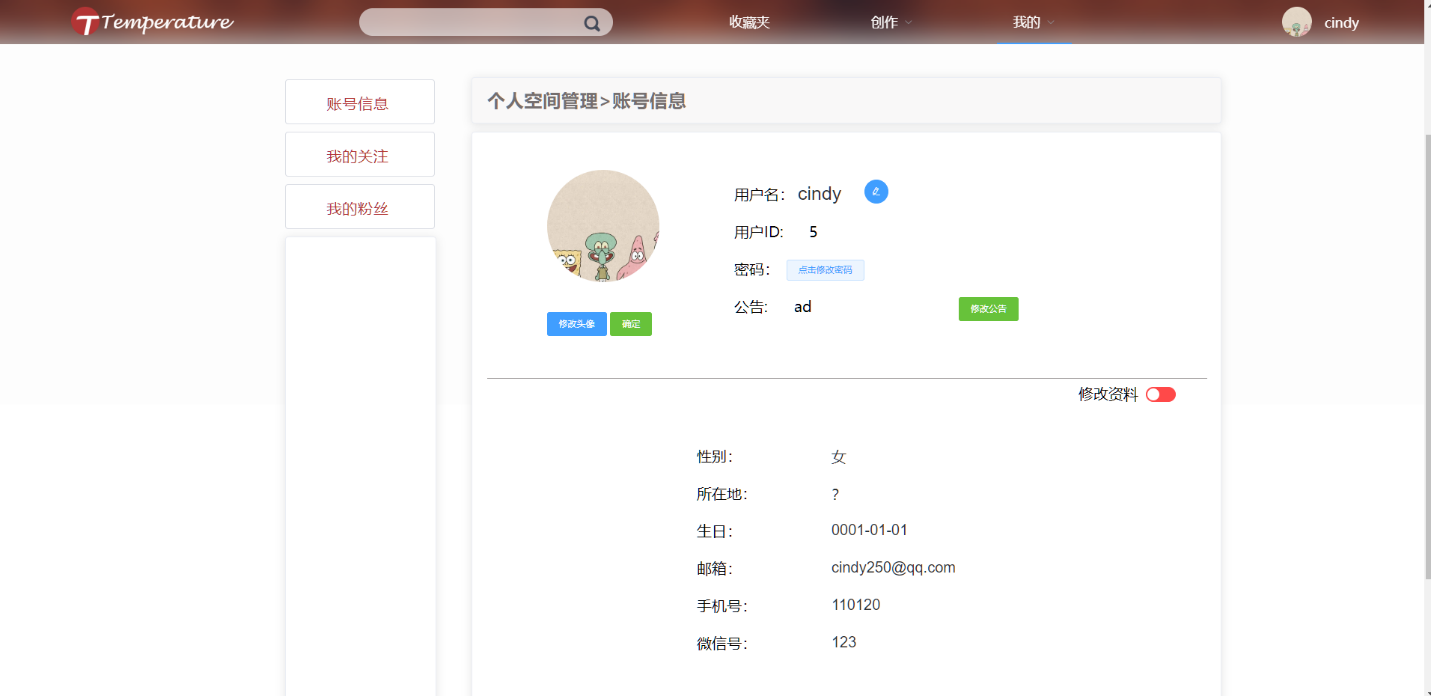 Temperature 收藏夹 创作 我的 cindy
账号信息
我的关注
我的粉丝
个人空间管理>账号信息
修改头像 确定
用户名: cindy
用户ID: 5
密码: 点击修改密码
公告: ad 修改公告
修改资料
性别: 女
所在地: ?
生日: 0001-01-01
邮箱: cindy250@qq.com
手机号: 110120
微信号: 123